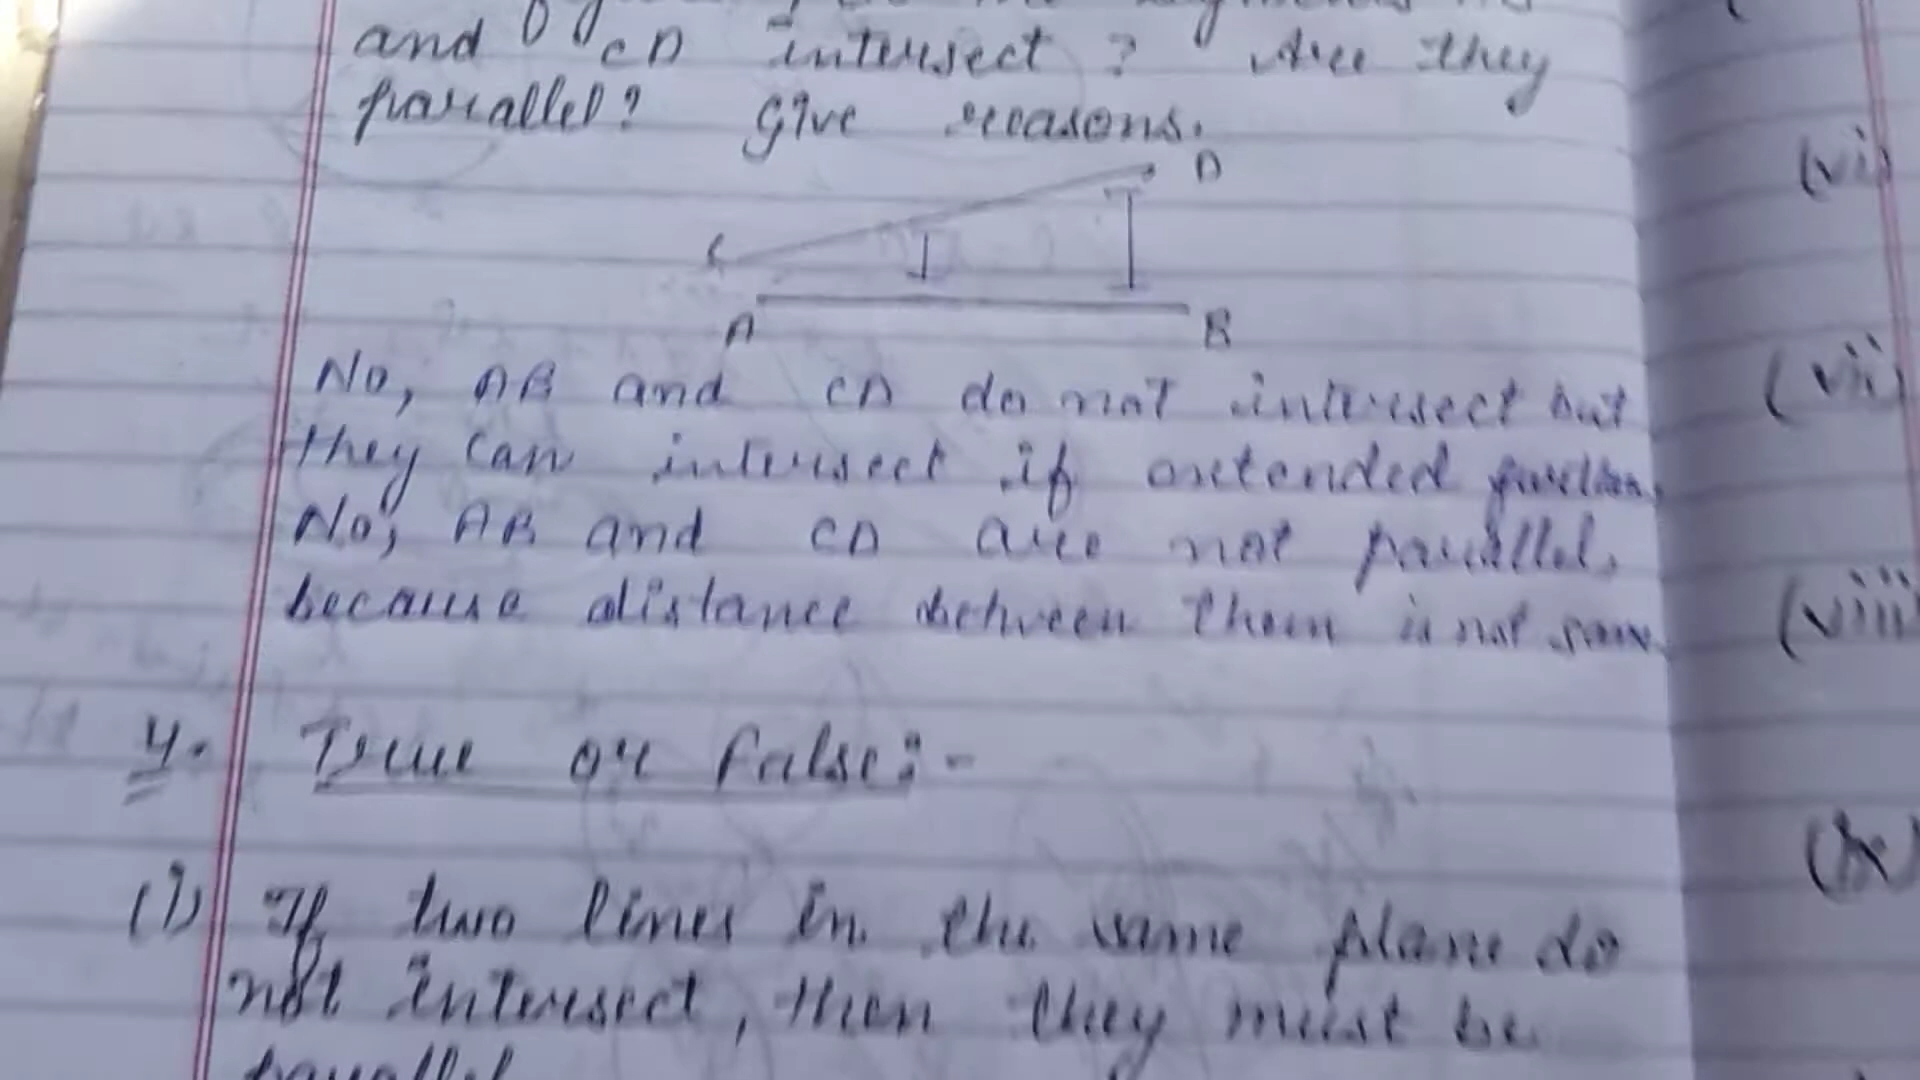 and CD intersect ? Are they
parallel? Give reasons.
C D
A B
No, AB and CD do not intersect but
they can intersect if extended further.
No, AB and CD are not parallel,
because distance between them is not same.
4. True or False:-
(i) If two lines in the same plane do
not intersect, then they must be
parallel
(vi)
(vii)
(viii)
(ix)